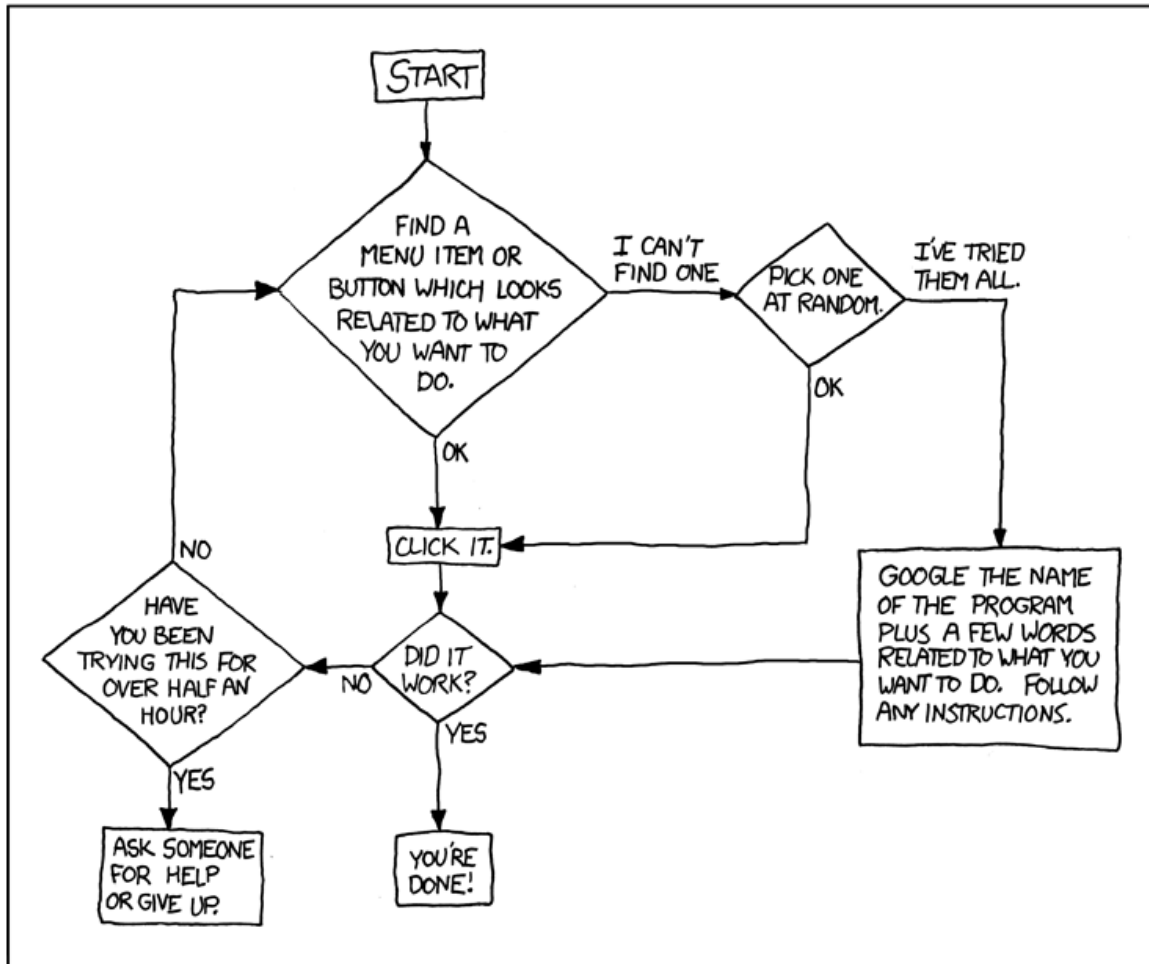 START
FIND A
MENU ITEM OR
BUTTON WHICH LOOKS
RELATED TO WHAT
YOU WANT TO
DO.
I CAN'T
FIND ONE
PICK ONE
AT RANDOM.
I'VE TRIED
THEM ALL.
OK
OK
CLICK IT.
GOOGLE THE NAME
OF THE PROGRAM
PLUS A FEW WORDS
RELATED TO WHAT YOU
WANT TO DO. FOLLOW
ANY INSTRUCTIONS.
DID IT
WORK?
NO
YES
YOU'RE
DONE!
HAVE
YOU BEEN
TRYING THIS FOR
OVER HALF AN
HOUR?
NO
YES
ASK SOMEONE
FOR HELP
OR GIVE UP.